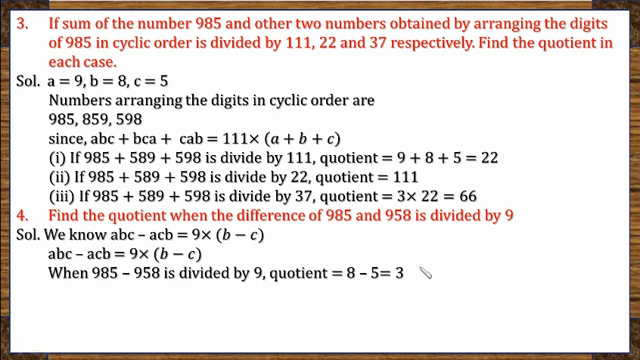 3. If sum of the number 985 and other two numbers obtained by arranging the digits
of 985 in cyclic order is divided by 111, 22 and 37 respectively. Find the quotient in
each case.
Sol. a = 9, b = 8, c = 5
Numbers arranging the digits in cyclic order are
985, 859, 598
since, abc + bca + cab = 111× (a + b + c)
(i) If 985 + 589 + 598 is divide by 111, quotient = 9 + 8 + 5 = 22
(ii) If 985 + 589 + 598 is divide by 22, quotient = 111
(iii) If 985 + 589 + 598 is divide by 37, quotient = 3× 22 = 66
4. Find the quotient when the difference of 985 and 958 is divided by 9
Sol. We know abc – acb = 9× (b − c)
abc – acb = 9× (b − c)
When 985 – 958 is divided by 9, quotient = 8 – 5= 3